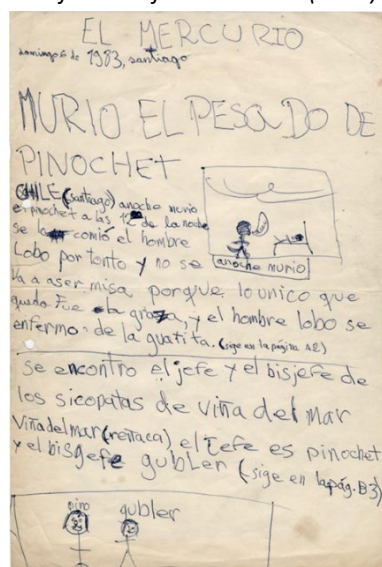 EL MERCURIO
domingo 6 de 1983, santiago
MURIO EL PESADO DE
PINOCHET
CHILE (santiago) anoche murio
pinochet a las 12 de la noche
se lo comió el hombre
Lobo por tonto y no se
anoche murio
va a aser misa porque lo unico que
quedo fue la graza, y el hombre lobo se
enfermo de la guatita. (sige en la página A2)
se encontro el jefe y el bisjefe de
los sicopatas de viña del mar
Viña del mar (reñaca) el jefe es pinochet
y el bisgefe gubler (sige en la pág. B3)
pino gubler